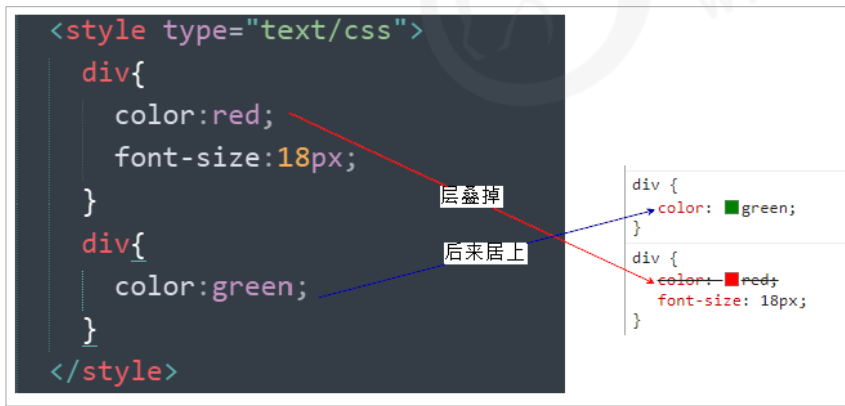 <style type="text/css">
div{
color:red;
font-size:18px;
}
div{
color:green;
}
</style>
层叠掉
后来居上
div {
color: green;
}
div {
color: red;
font-size: 18px;
}